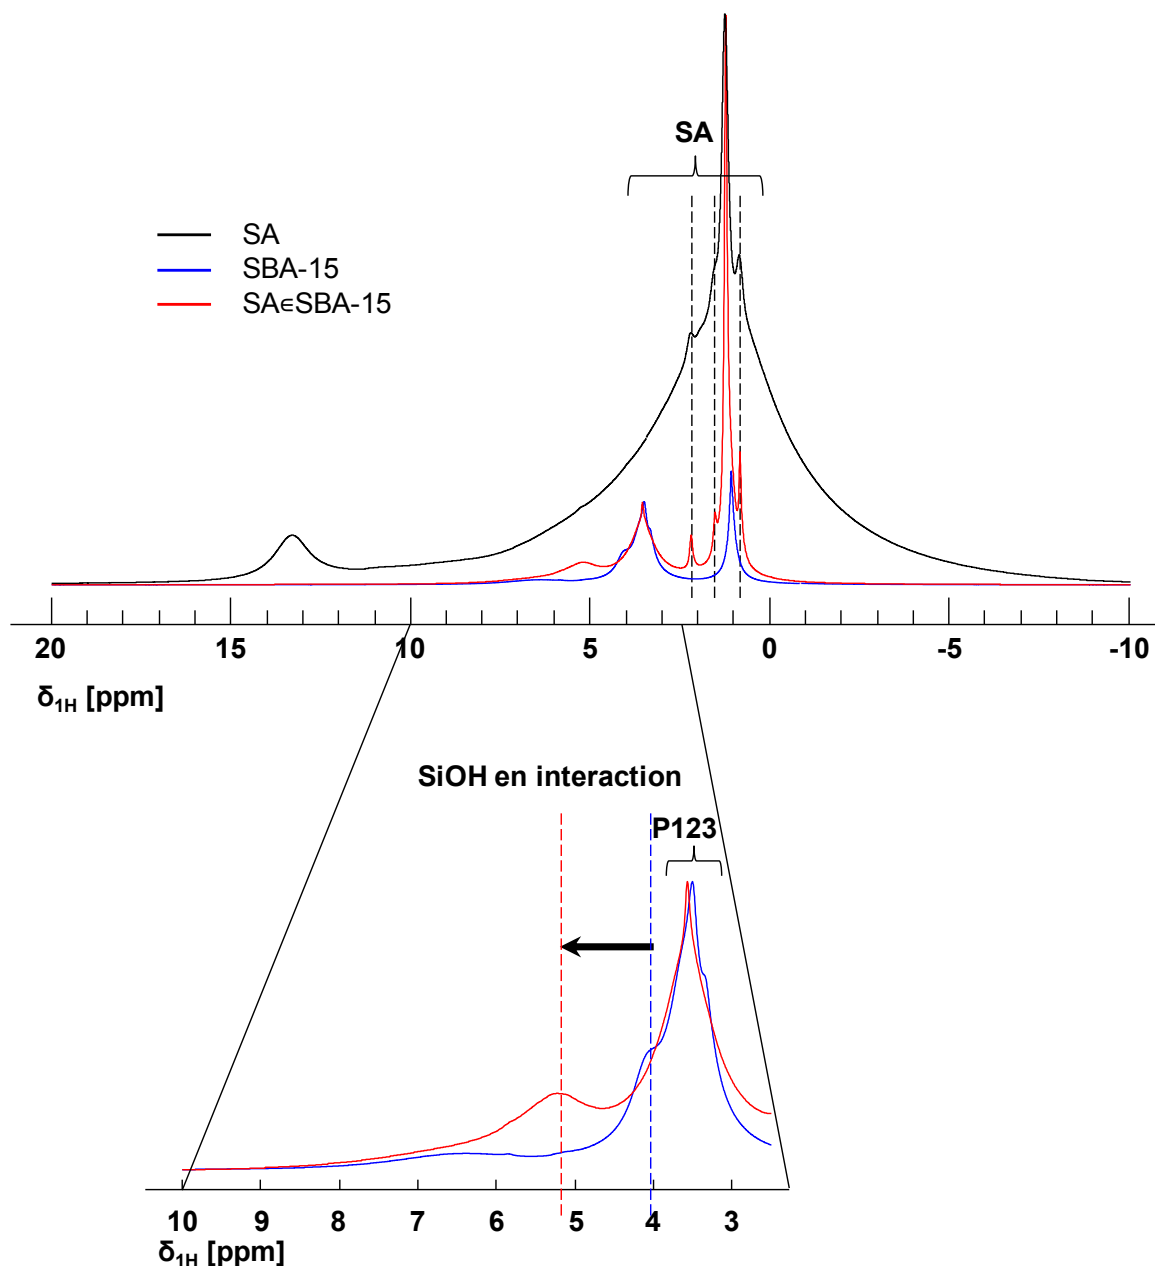 SA
SA
SBA-15
SA∈SBA-15
20 15 10 5 0 -5 -10
δ1H [ppm]
SiOH en interaction
P123
10 9 8 7 6 5 4 3
δ1H [ppm]